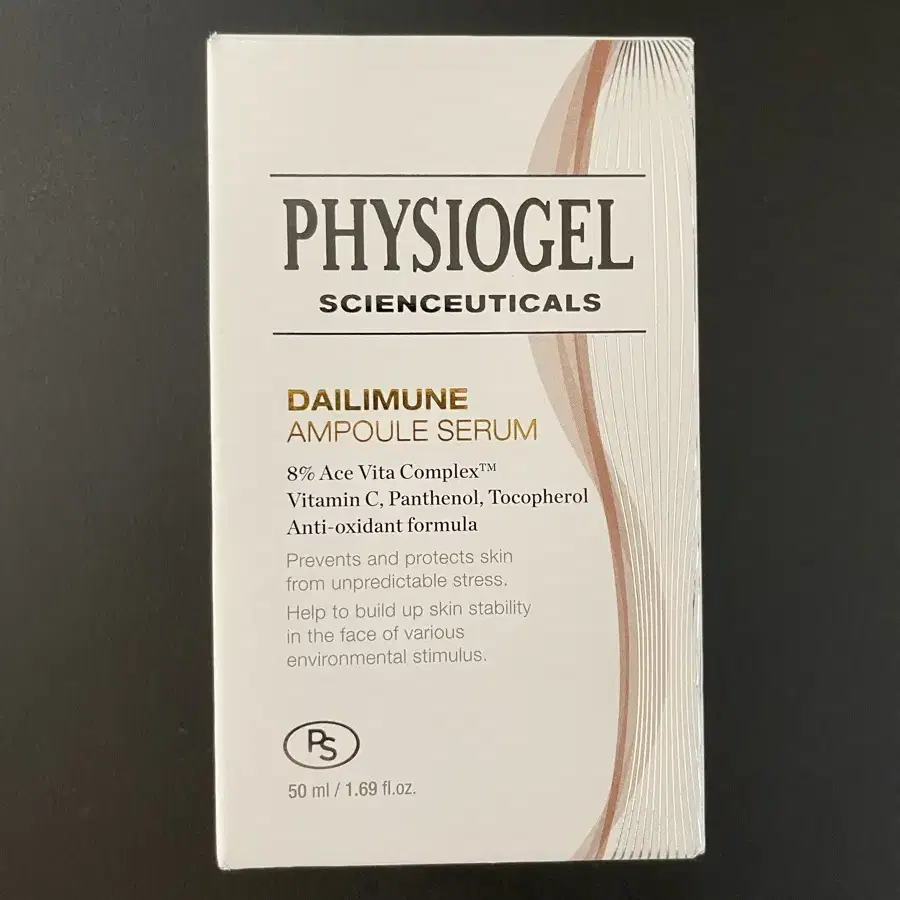 PHYSIOGEL
SCIENCEUTICALS
DAILIMUNE
AMPOULE SERUM
8% Ace Vita Complex™
Vitamin C, Panthenol, Tocopherol
Anti-oxidant formula
Prevents and protects skin
from unpredictable stress.
Help to build up skin stability
in the face of various
environmental stimulus.
PS
50 ml / 1.69 fl.oz.